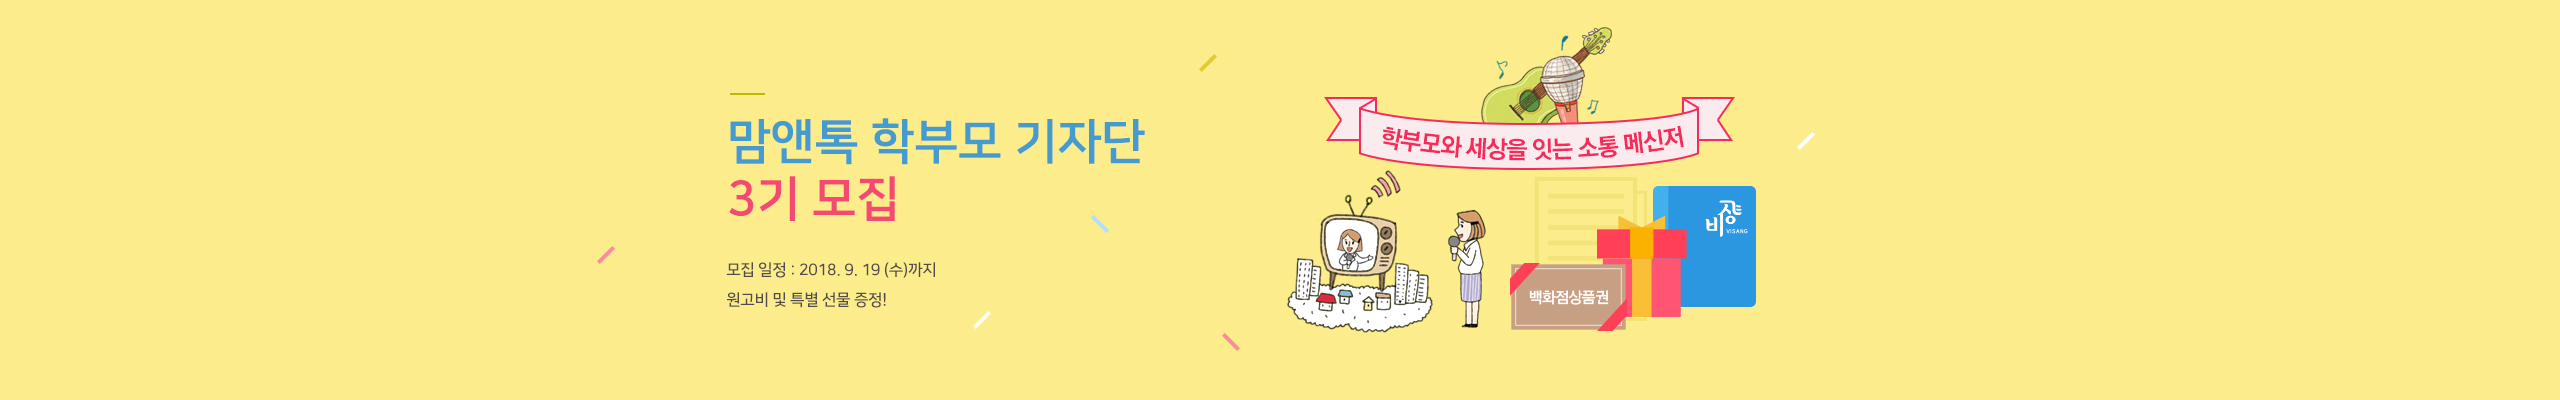 맘앤톡 학부모 기자단
3기 모집
모집 일정 : 2018. 9. 19 (수)까지
원고비 및 특별 선물 증정!
학부모와 세상을 잇는 소통 메신저
비상
VISANG
백화점상품권